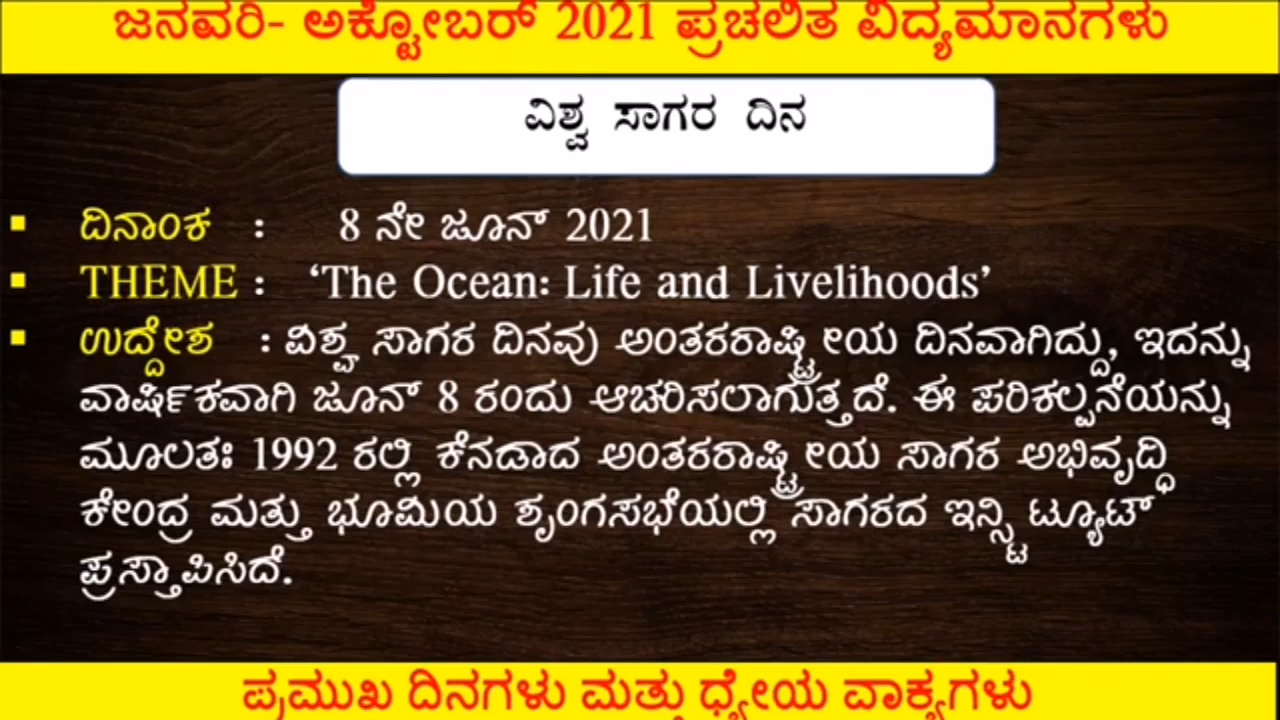 ಜನವರಿ- ಅಕ್ಟೋಬರ್ 2021 ಪ್ರಚಲಿತ ವಿದ್ಯಮಾನಗಳು
ವಿಶ್ವ ಸಾಗರ ದಿನ
▪ ದಿನಾಂಕ : 8 ನೇ ಜೂನ್ 2021
▪ THEME : ‘The Ocean: Life and Livelihoods’
▪ ಉದ್ದೇಶ : ವಿಶ್ವ ಸಾಗರ ದಿನವು ಅಂತರರಾಷ್ಟ್ರೀಯ ದಿನವಾಗಿದ್ದು, ಇದನ್ನು
ವಾರ್ಷಿಕವಾಗಿ ಜೂನ್ 8 ರಂದು ಆಚರಿಸಲಾಗುತ್ತದೆ. ಈ ಪರಿಕಲ್ಪನೆಯನ್ನು
ಮೂಲತಃ 1992 ರಲ್ಲಿ ಕೆನಡಾದ ಅಂತರರಾಷ್ಟ್ರೀಯ ಸಾಗರ ಅಭಿವೃದ್ಧಿ
ಕೇಂದ್ರ ಮತ್ತು ಭೂಮಿಯ ಶೃಂಗಸಭೆಯಲ್ಲಿ ಸಾಗರದ ಇನ್ಸ್ಟಿಟ್ಯೂಟ್
ಪ್ರಸ್ತಾಪಿಸಿದೆ.
ಪ್ರಮುಖ ದಿನಗಳು ಮತ್ತು ಧ್ಯೇಯ ವಾಕ್ಯಗಳು